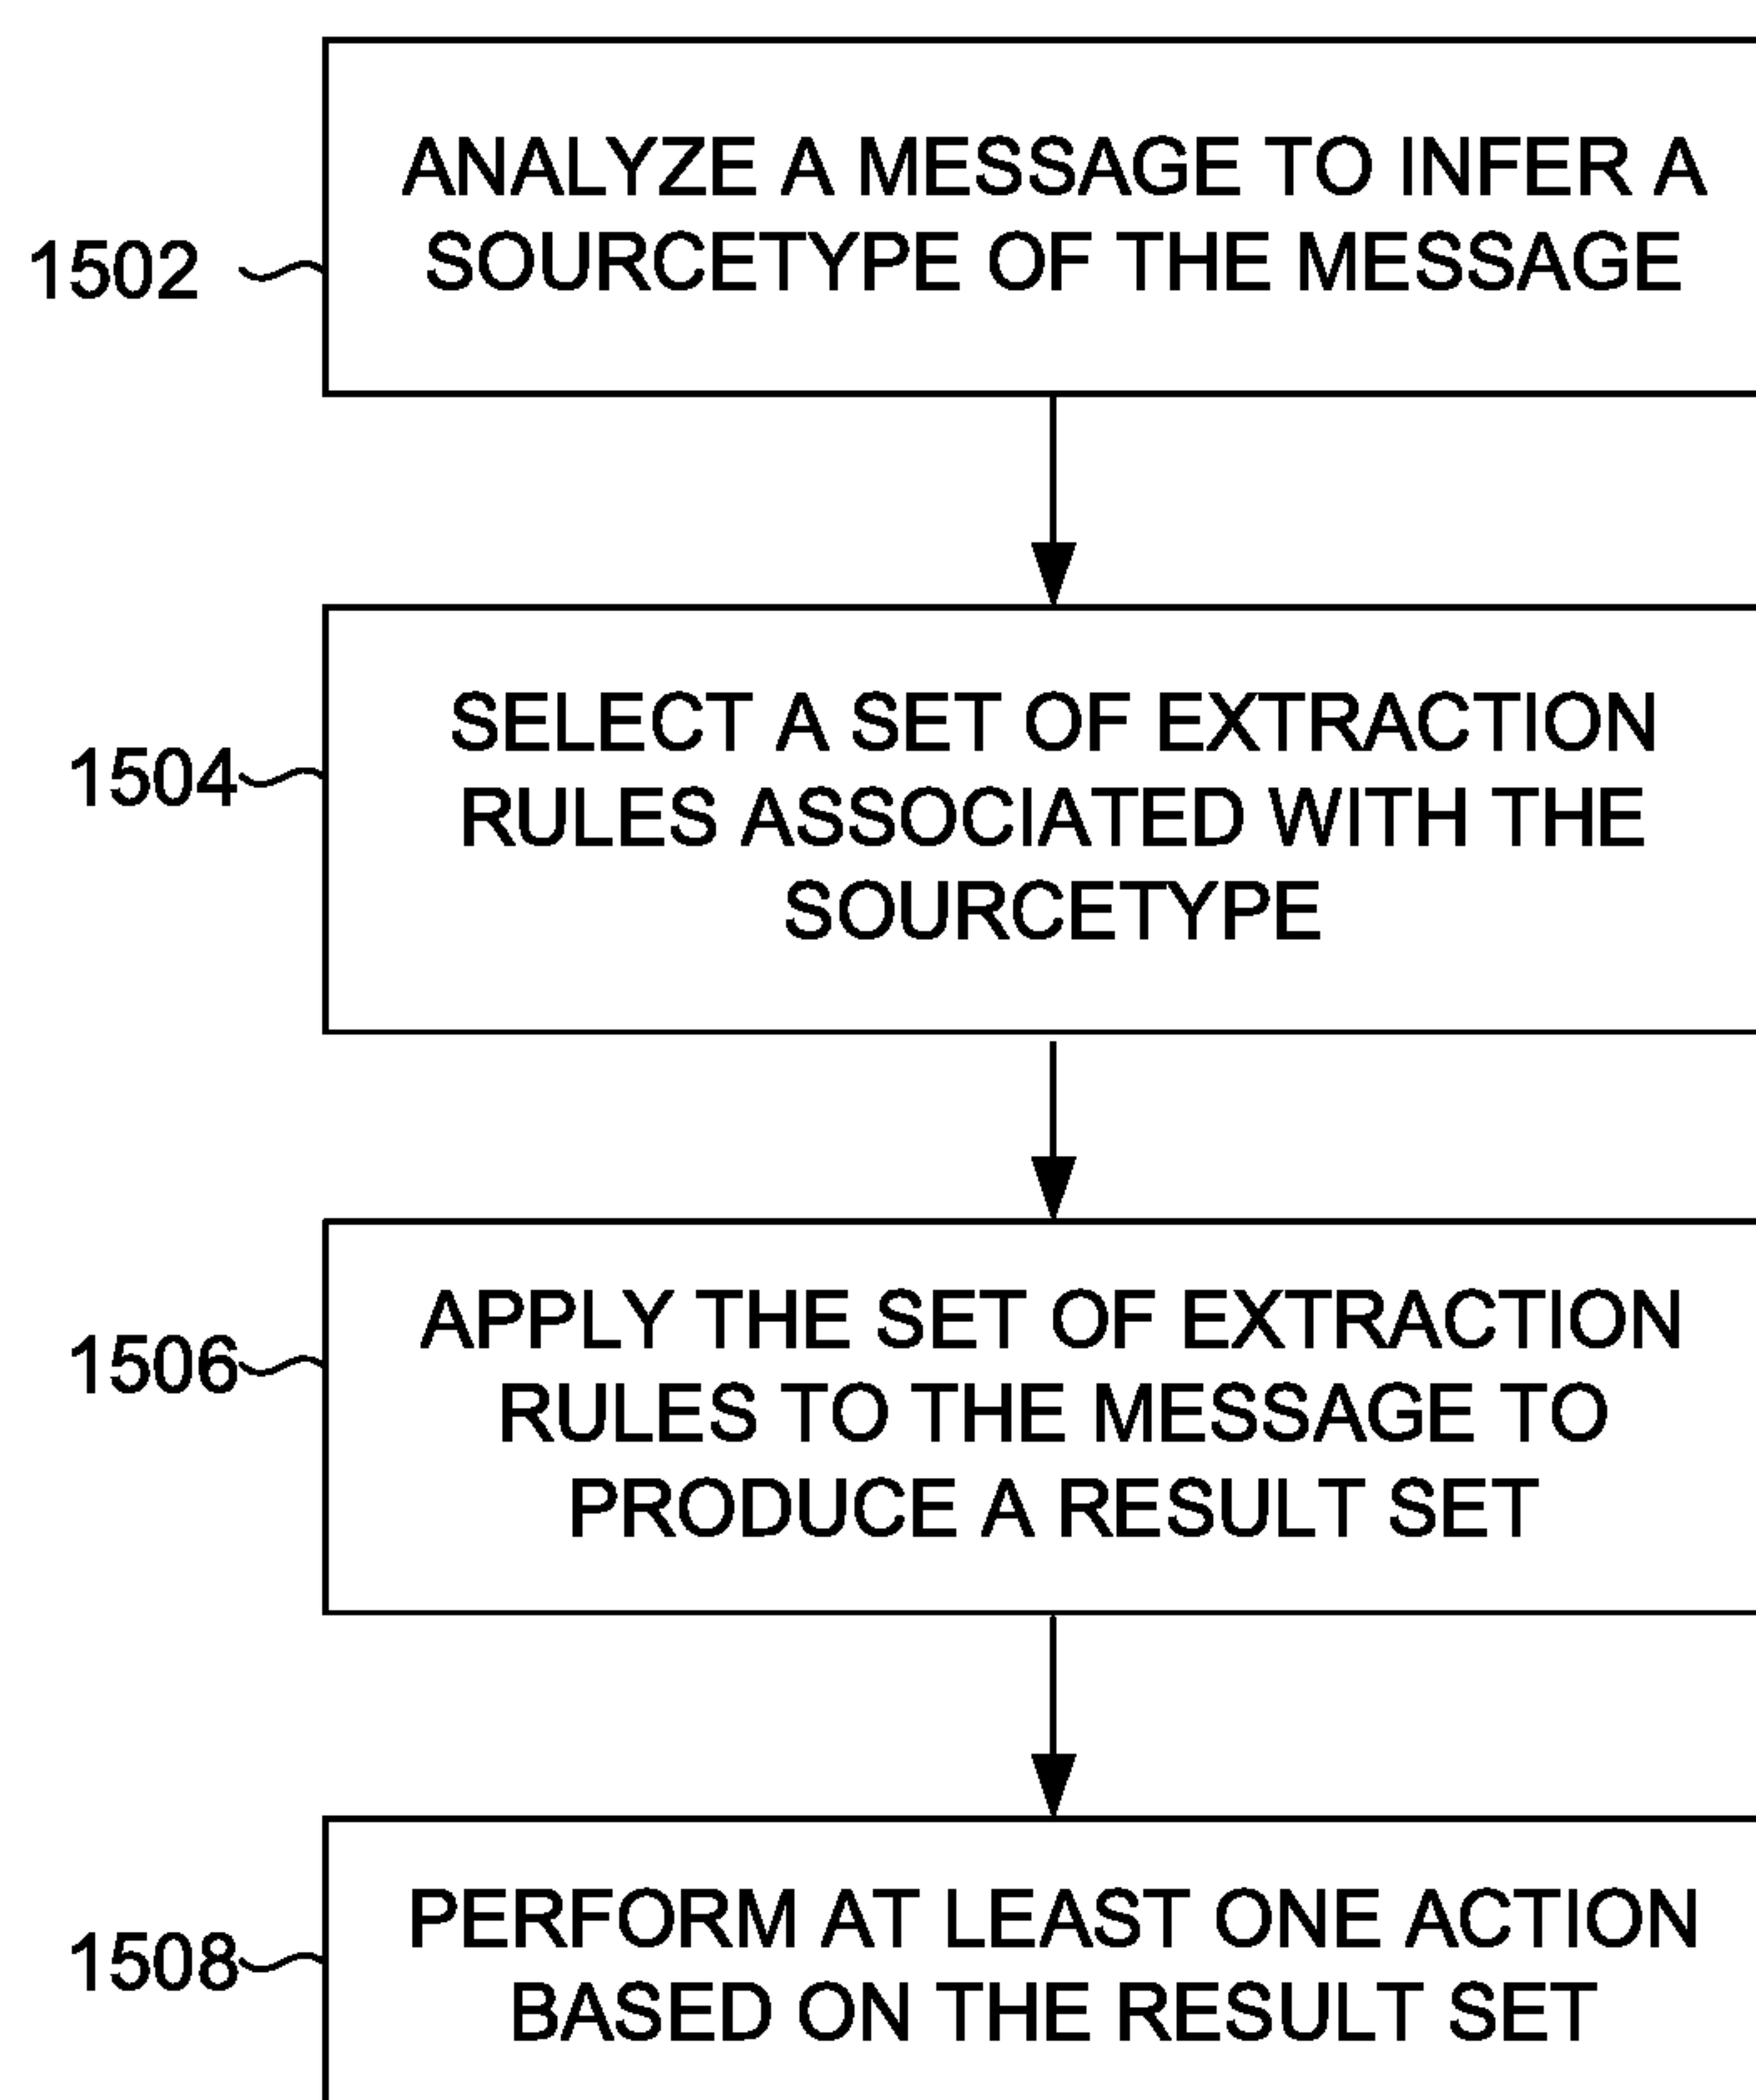 ANALYZE A MESSAGE TO INFER A
SOURCETYPE OF THE MESSAGE
1502
SELECT A SET OF EXTRACTION
RULES ASSOCIATED WITH THE
SOURCETYPE
1504
APPLY THE SET OF EXTRACTION
RULES TO THE MESSAGE TO
PRODUCE A RESULT SET
1506
PERFORM AT LEAST ONE ACTION
BASED ON THE RESULT SET
1508